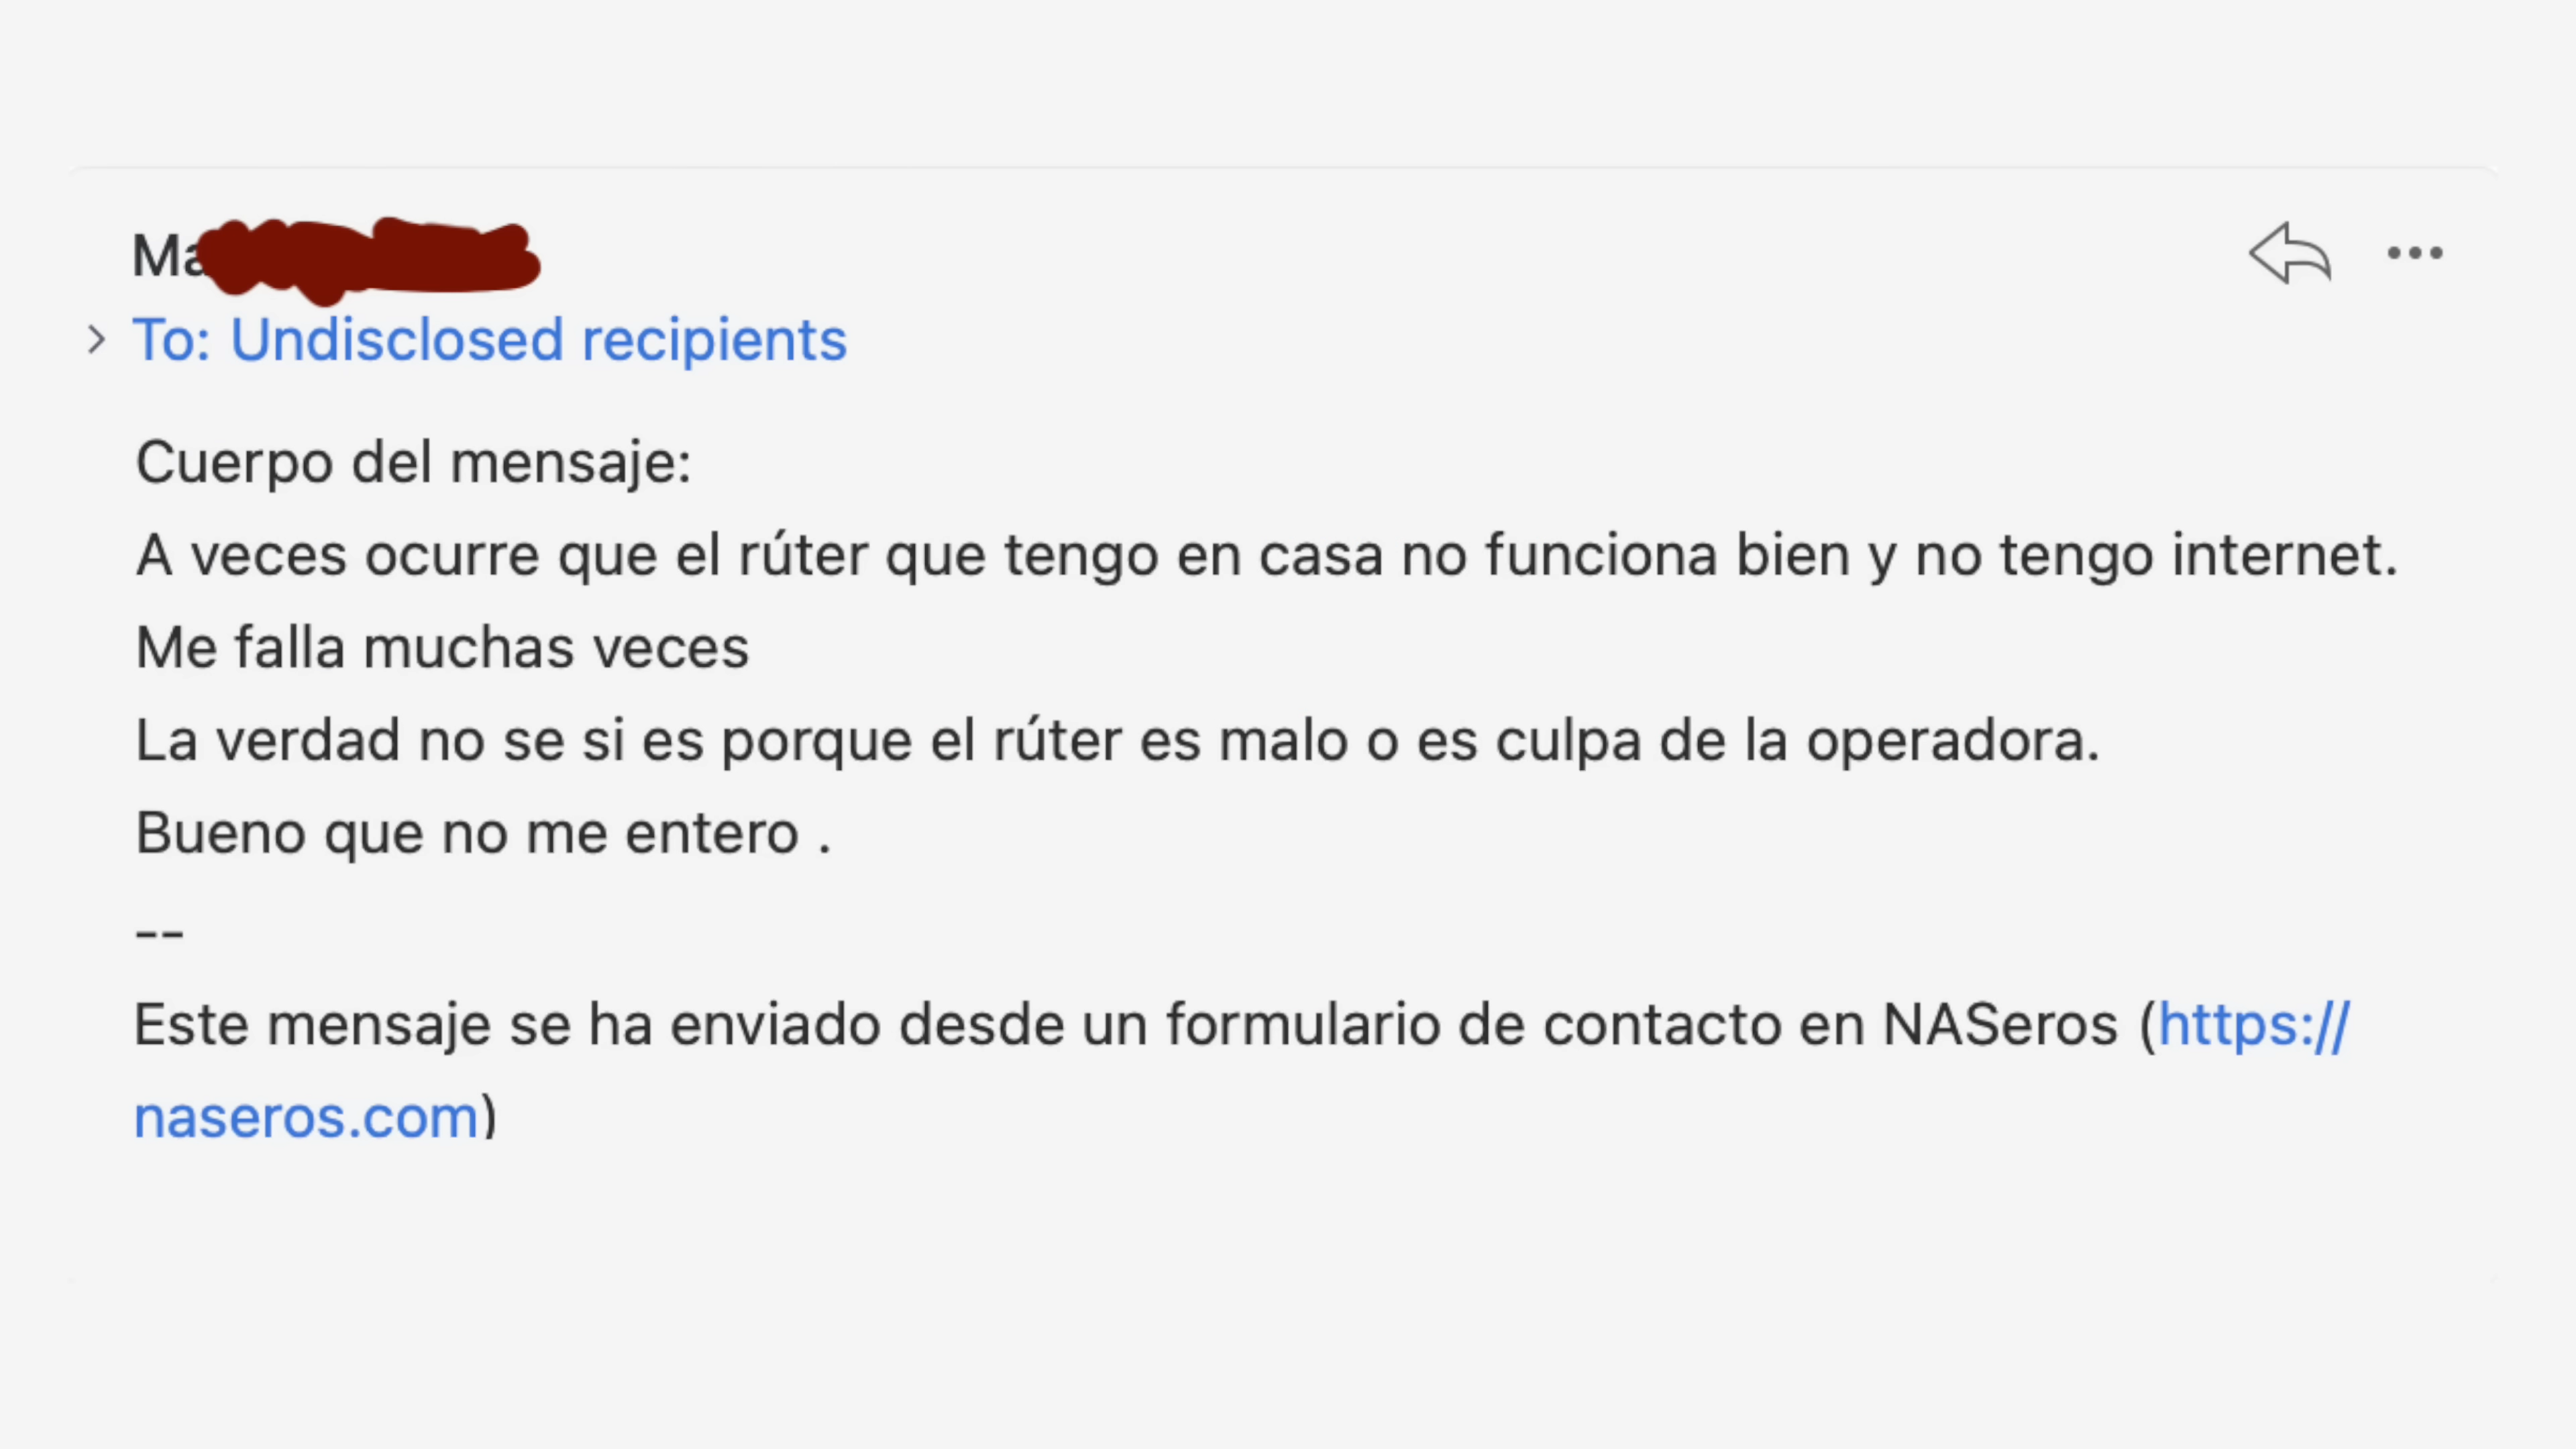 To: Undisclosed recipients
Cuerpo del mensaje:
A veces ocurre que el rúter que tengo en casa no funciona bien y no tengo internet.
Me falla muchas veces
La verdad no se si es porque el rúter es malo o es culpa de la operadora.
Bueno que no me entero .
--
Este mensaje se ha enviado desde un formulario de contacto en NASeros (https://
naseros.com)